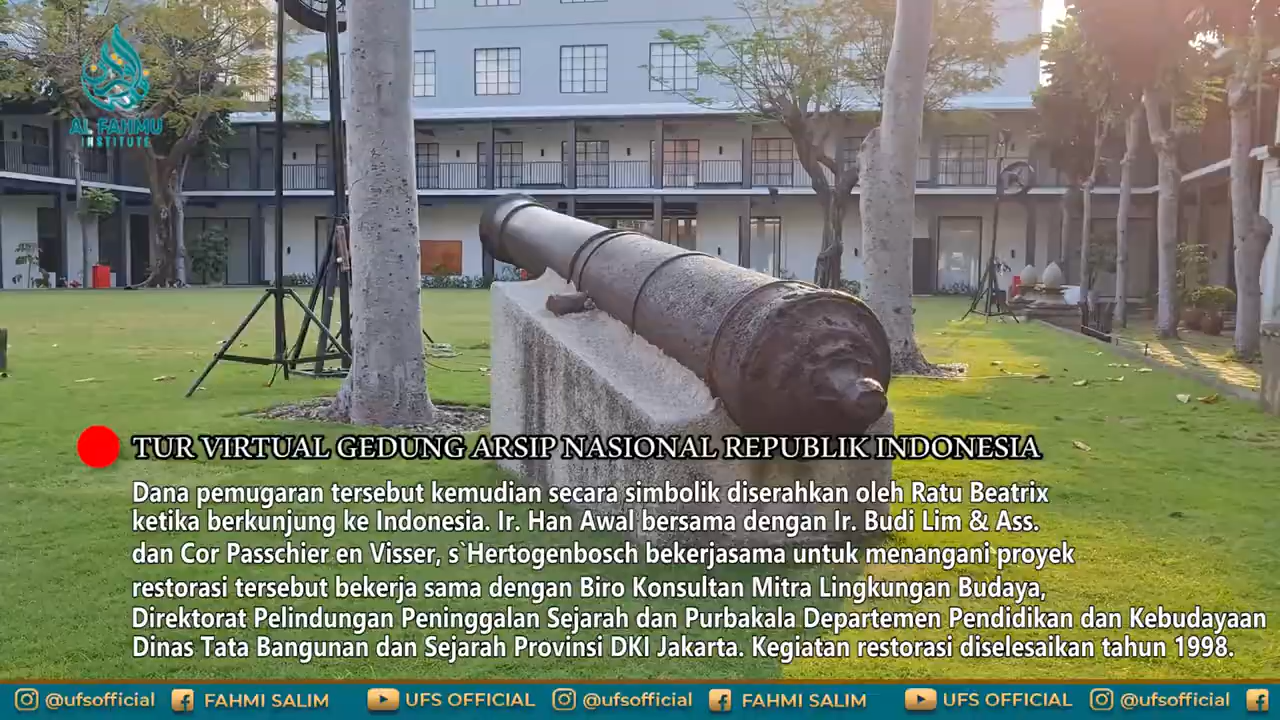 AL FAHMU
INSTITUTE
TUR VIRTUAL GEDUNG ARSIP NASIONAL REPUBLIK INDONESIA
Dana pemugaran tersebut kemudian secara simbolik diserahkan oleh Ratu Beatrix
ketika berkunjung ke Indonesia. Ir. Han Awal bersama dengan Ir. Budi Lim & Ass.
dan Cor Passchier en Visser, s`Hertogenbosch bekerjasama untuk menangani proyek
restorasi tersebut bekerja sama dengan Biro Konsultan Mitra Lingkungan Budaya,
Direktorat Pelindungan Peninggalan Sejarah dan Purbakala Departemen Pendidikan dan Kebudayaan
Dinas Tata Bangunan dan Sejarah Provinsi DKI Jakarta. Kegiatan restorasi diselesaikan tahun 1998.
@ufsofficial FAHMI SALIM UFS OFFICIAL @ufsofficial FAHMI SALIM UFS OFFICIAL @ufsofficial